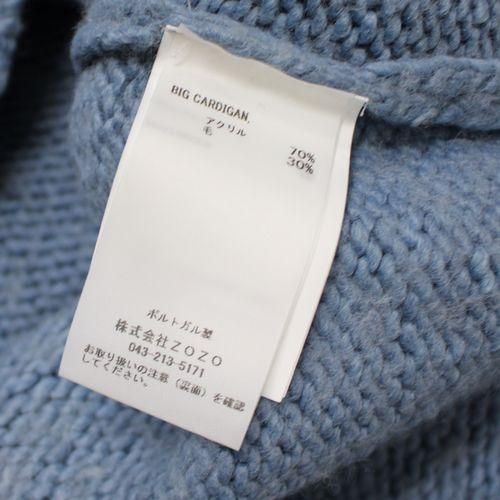 BIG CARDIGAN.
アクリル 70%
毛 30%
ポルトガル製
株式会社ZOZO
043-213-5171
お取り扱いの注意(裏面)を確認
してください。